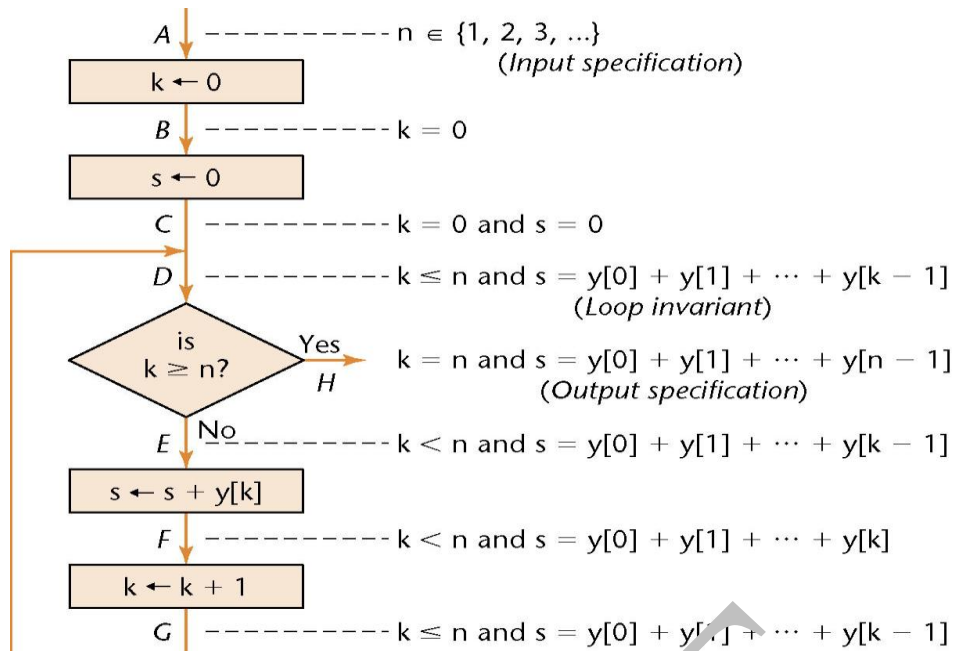 A ---------------- n ∈ {1, 2, 3, ...}
(Input specification)
k ← 0
B ---------------- k = 0
s ← 0
C ---------------- k = 0 and s = 0
D ---------------- k ≤ n and s = y[0] + y[1] + ··· + y[k − 1]
(Loop invariant)
is
k ≥ n?
Yes
H
k = n and s = y[0] + y[1] + ··· + y[n − 1]
(Output specification)
No
E ---------------- k < n and s = y[0] + y[1] + ··· + y[k − 1]
s ← s + y[k]
F ---------------- k < n and s = y[0] + y[1] + ··· + y[k]
k ← k + 1
G ---------------- k ≤ n and s = y[0] + y[1] + ··· + y[k − 1]